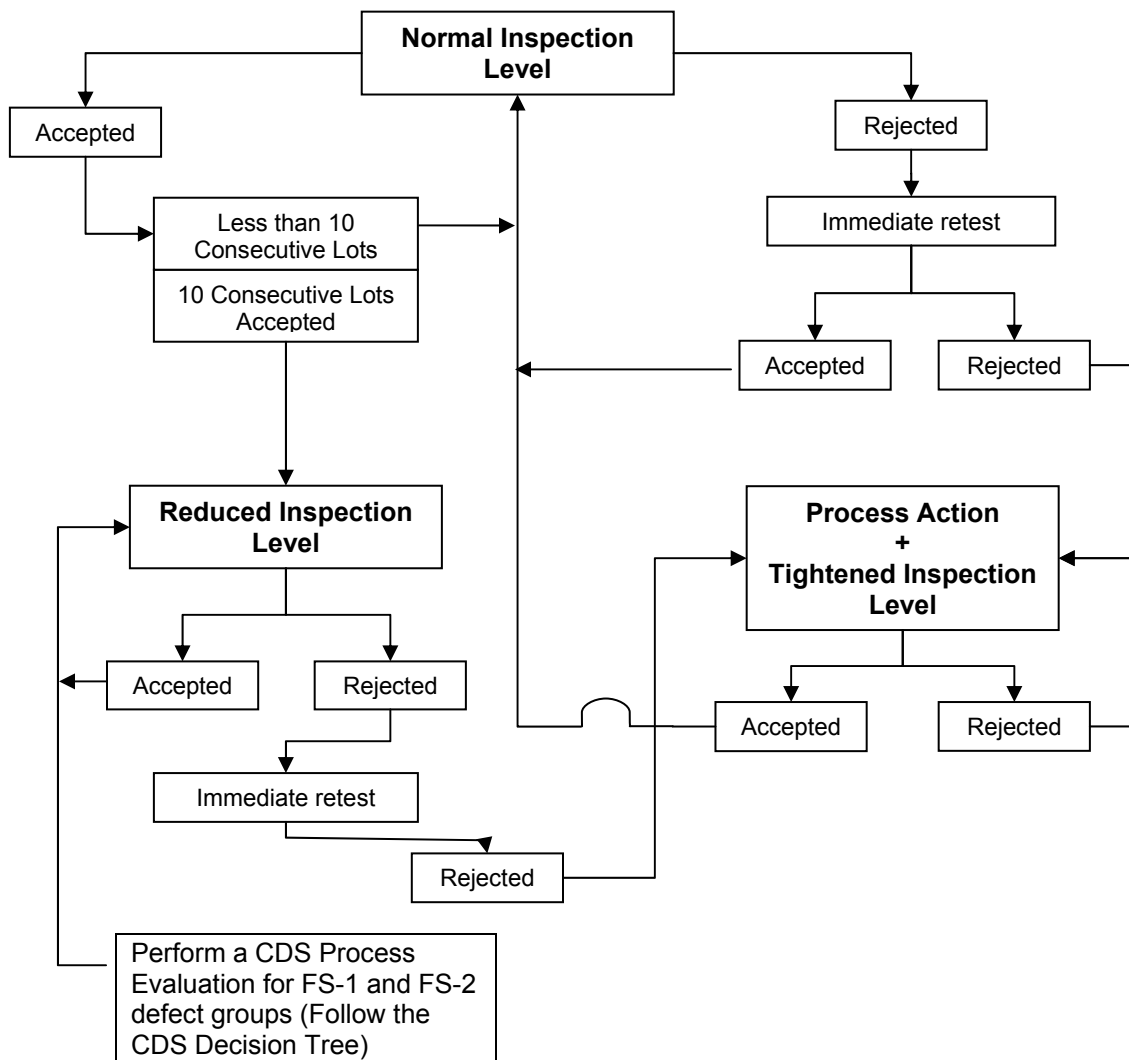 Normal Inspection
Level
Accepted
Rejected
Less than 10
Consecutive Lots
Immediate retest
10 Consecutive Lots
Accepted
Accepted
Rejected
Reduced Inspection
Level
Process Action
+
Tightened Inspection
Level
Accepted
Rejected
Accepted
Rejected
Immediate retest
Rejected
Perform a CDS Process
Evaluation for FS-1 and FS-2
defect groups (Follow the
CDS Decision Tree)